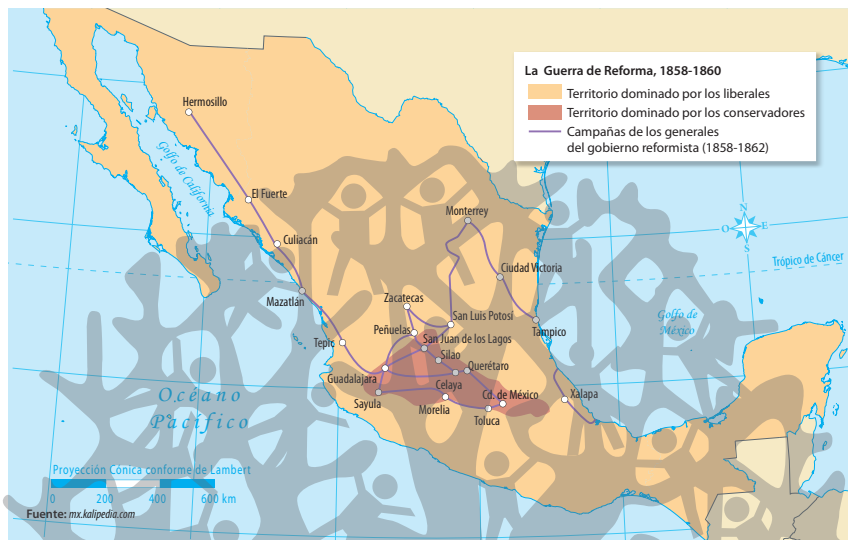 La Guerra de Reforma, 1858-1860
Territorio dominado por los liberales
Territorio dominado por los conservadores
Campañas de los generales
del gobierno reformista (1858-1862)
Hermosillo
Golfo de California
El Fuerte
Culiacán
Mazatlán
Monterrey
Ciudad Victoria
N
O
E
S
Trópico de Cáncer
Zacatecas
San Luis Potosí
Golfo de
México
Tampico
Peñuelas
San Juan de los Lagos
Tepic
Silao
Querétaro
Guadalajara
Celaya
Sayula
Morelia
Cd. de México
Toluca
Xalapa
Océano
Pacífico
Proyección Cónica conforme de Lambert
0 200 400 600 km
Fuente: mx.kalipedia.com